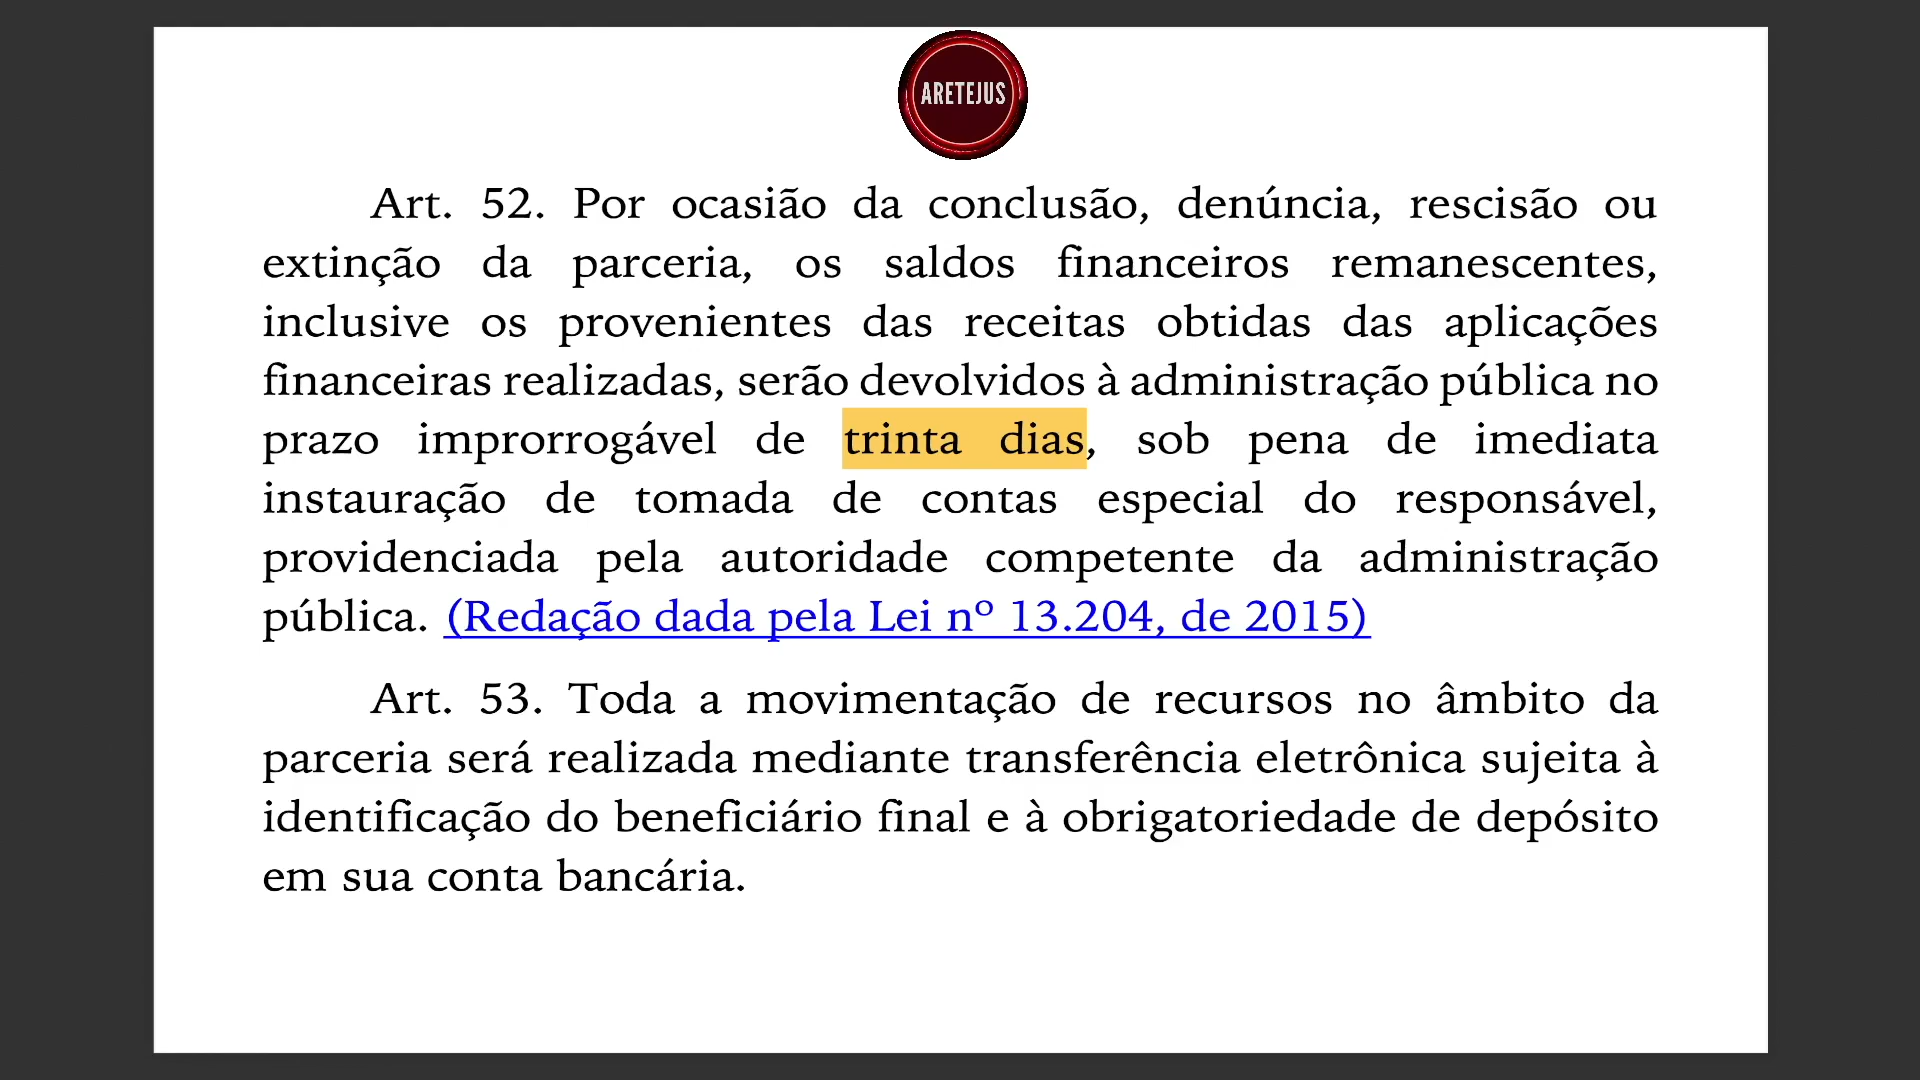 ARETEJUS
Art. 52. Por ocasião da conclusão, denúncia, rescisão ou
extinção da parceria, os saldos financeiros remanescentes,
inclusive os provenientes das receitas obtidas das aplicações
financeiras realizadas, serão devolvidos à administração pública no
prazo improrrogável de trinta dias, sob pena de imediata
instauração de tomada de contas especial do responsável,
providenciada pela autoridade competente da administração
pública. (Redação dada pela Lei nº 13.204, de 2015)
Art. 53. Toda a movimentação de recursos no âmbito da
parceria será realizada mediante transferência eletrônica sujeita à
identificação do beneficiário final e à obrigatoriedade de depósito
em sua conta bancária.